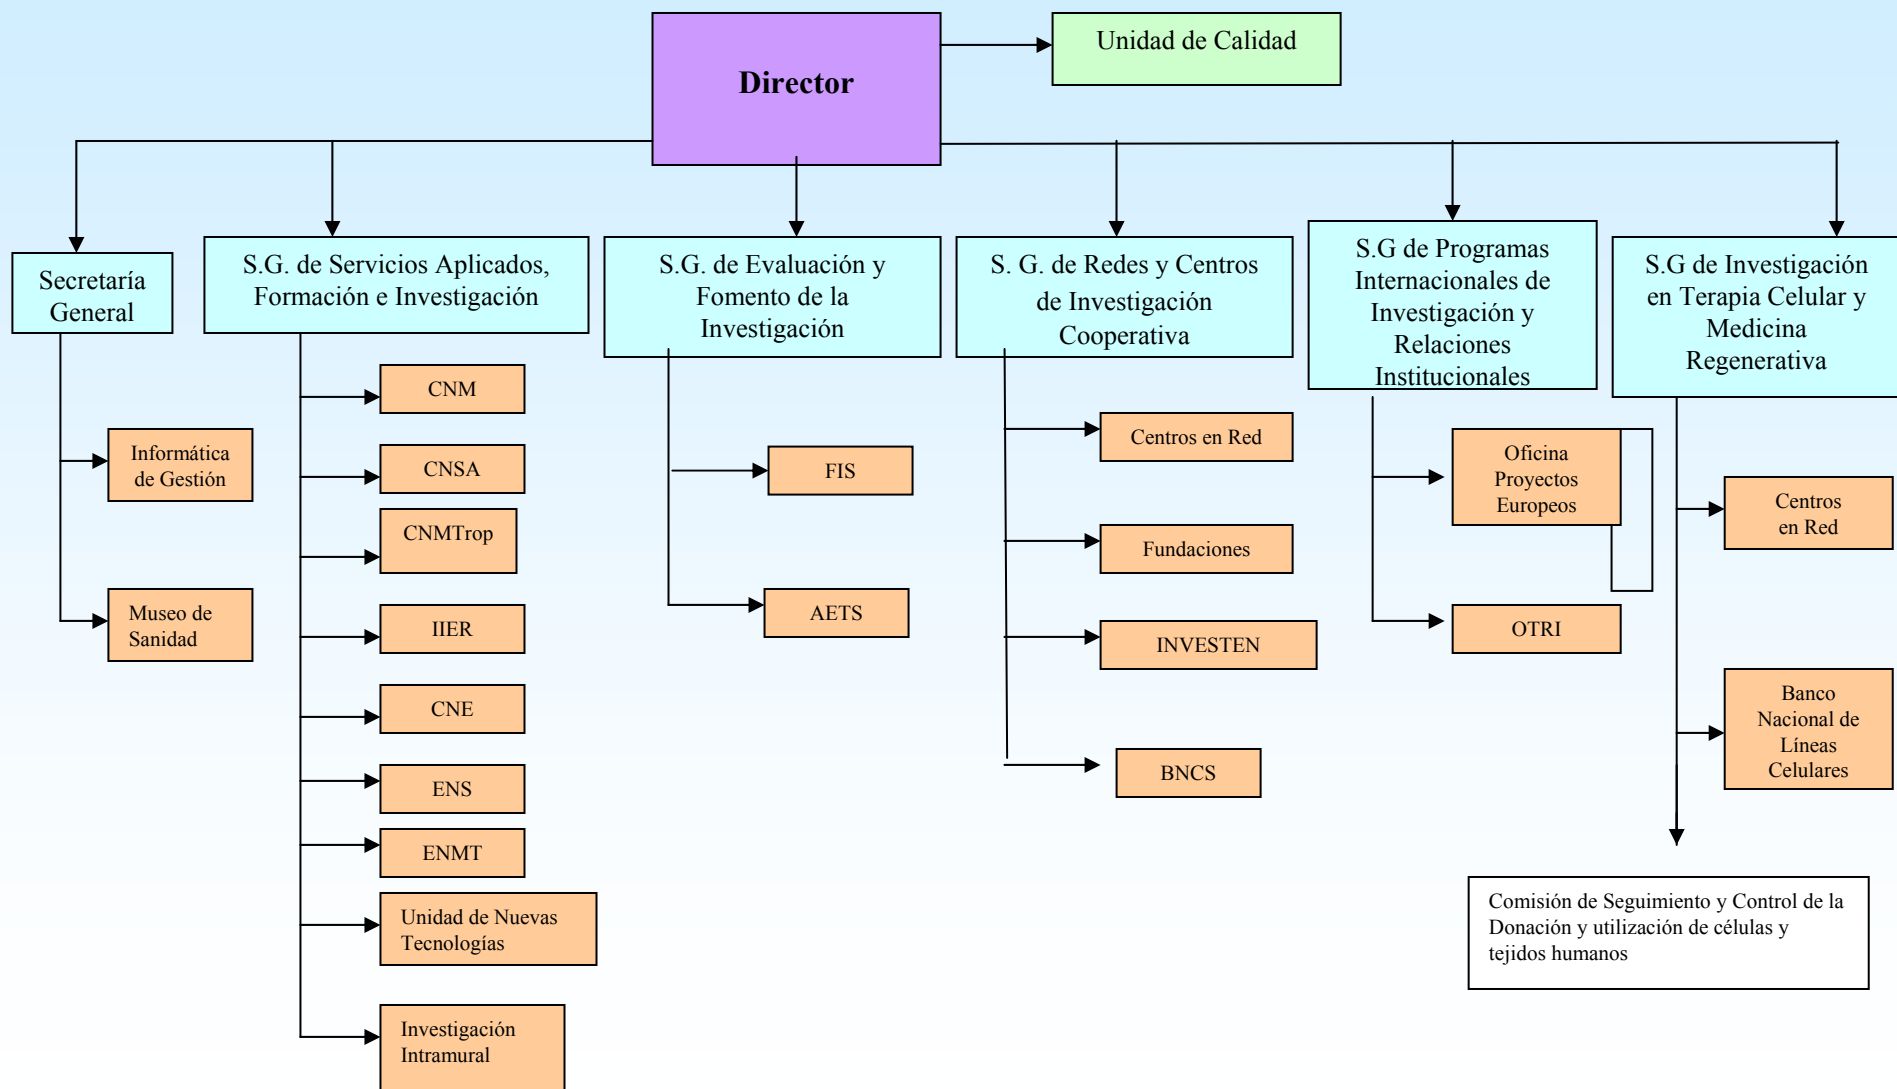 Director
Unidad de Calidad
Secretaría
General
S.G. de Servicios Aplicados,
Formación e Investigación
S.G. de Evaluación y
Fomento de la
Investigación
S. G. de Redes y Centros
de Investigación
Cooperativa
S.G de Programas
Internacionales de
Investigación y
Relaciones
Institucionales
S.G de Investigación
en Terapia Celular y
Medicina
Regenerativa
Informática
de Gestión
Museo de
Sanidad
CNM
CNSA
CNMTrop
IIER
CNE
ENS
ENMT
Unidad de Nuevas
Tecnologías
Investigación
Intramural
FIS
AETS
Centros en Red
Fundaciones
INVESTEN
BNCS
Oficina
Proyectos
Europeos
OTRI
Centros
en Red
Banco
Nacional de
Líneas
Celulares
Comisión de Seguimiento y Control de la
Donación y utilización de células y
tejidos humanos